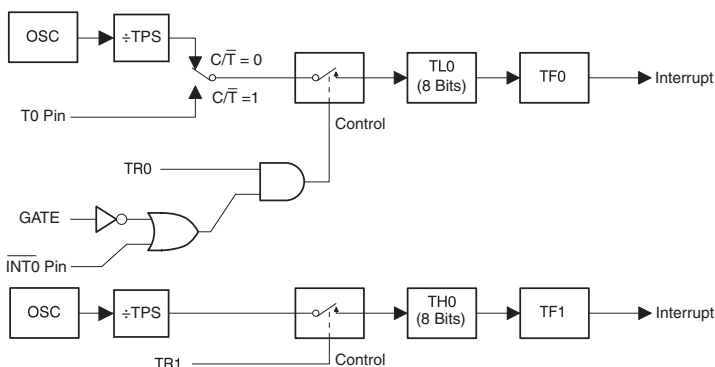 OSC
÷TPS
C/T̅ = 0
C/T̅ =1
T0 Pin
TL0
(8 Bits)
TF0
Interrupt
Control
TR0
GATE
I̅N̅T̅0̅ Pin
OSC
÷TPS
TH0
(8 Bits)
TF1
Interrupt
TR1
Control